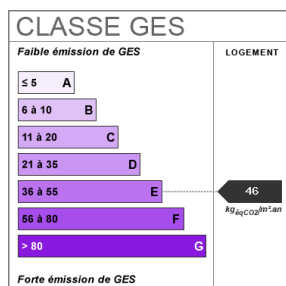 CLASSE GES
Faible émission de GES
LOGEMENT
≤ 5 A
6 à 10 B
11 à 20 C
21 à 35 D
36 à 55 E
46
kgéqCO2/m².an
56 à 80 F
> 80 G
Forte émission de GES